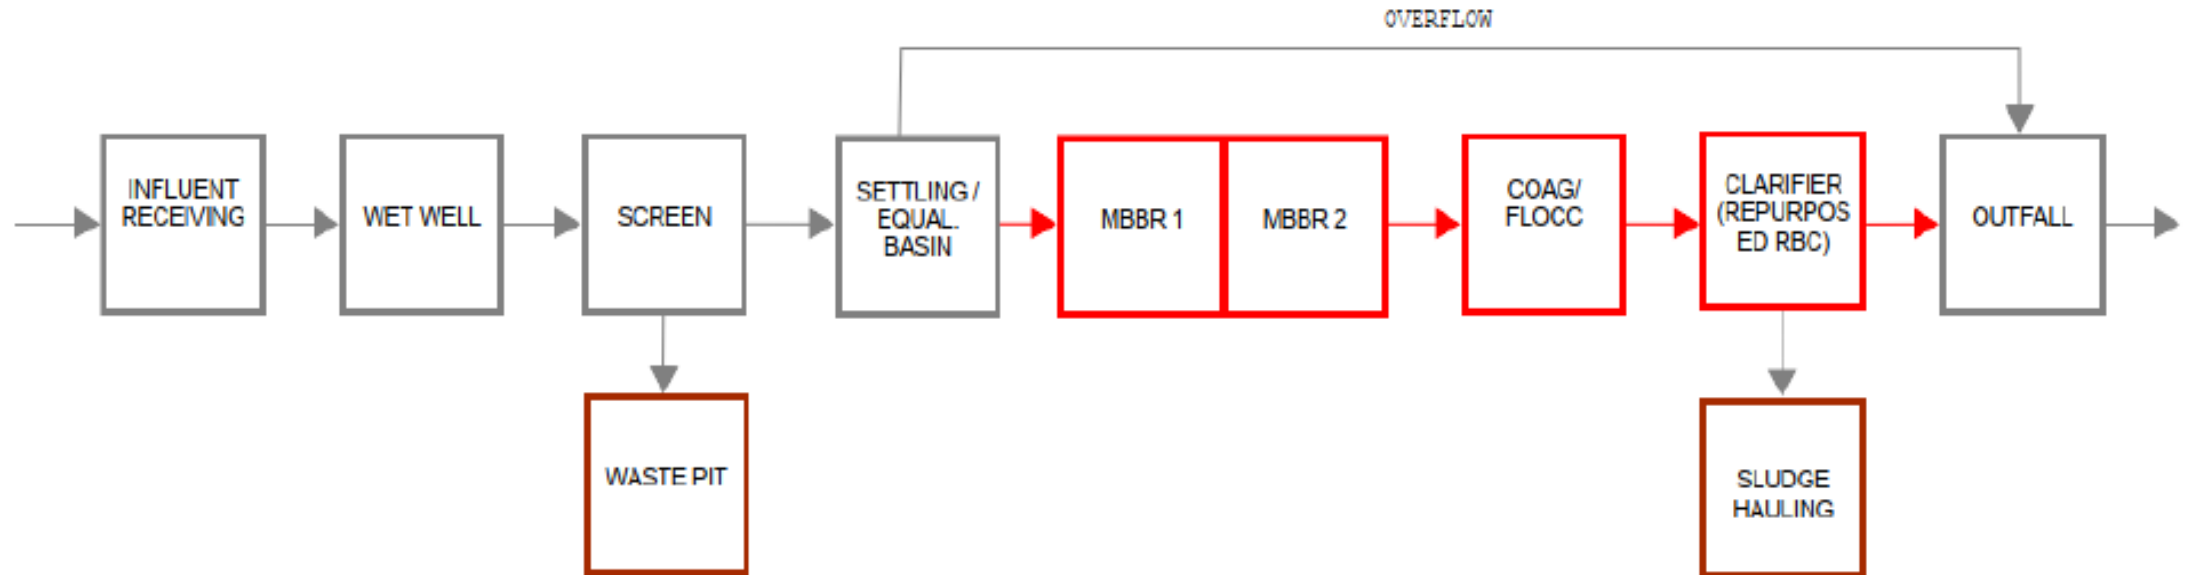 OVERFLOW
INFLUENT
RECEIVING
WET WELL
SCREEN
SETTLING /
EQUAL.
BASIN
MBBR 1
MBBR 2
COAG/
FLOCC
CLARIFIER
(REPURPOS
ED RBC)
OUTFALL
WASTE PIT
SLUDGE
HAULING